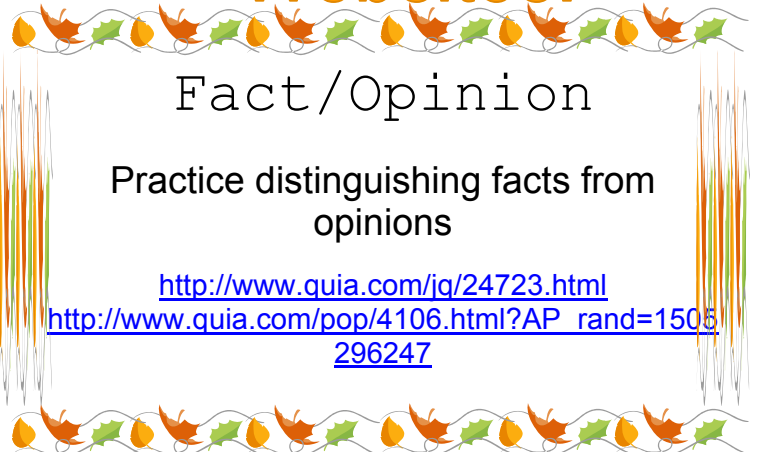 Fact/Opinion
Practice distinguishing facts from
opinions
http://www.quia.com/jq/24723.html
http://www.quia.com/pop/4106.html?AP_rand=1505
296247